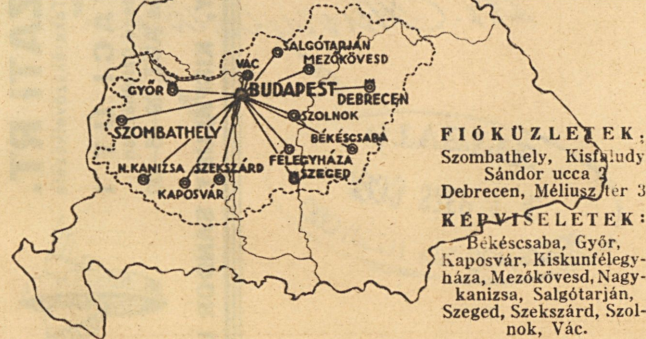 SALGÓTARJÁN
MEZŐKÖVESD
VÁC
GYŐR
BUDAPEST
DEBRECEN
SZOLNOK
SZOMBATHELY
BÉKÉSCSABA
FÉLEGYHÁZA
N.KANIZSA SZEKSZÁRD
SZEGED
KAPOSVÁR
FIÓKÜZLETEK:
Szombathely, Kisfaludy
Sándor ucca 3
Debrecen, Méliusz tér 3
KÉPVISELETEK:
Békéscsaba, Győr,
Kaposvár, Kiskunfélegy-
háza, Mezőkövesd, Nagy-
kanizsa, Salgótarján,
Szeged, Szekszárd, Szol-
nok, Vác.